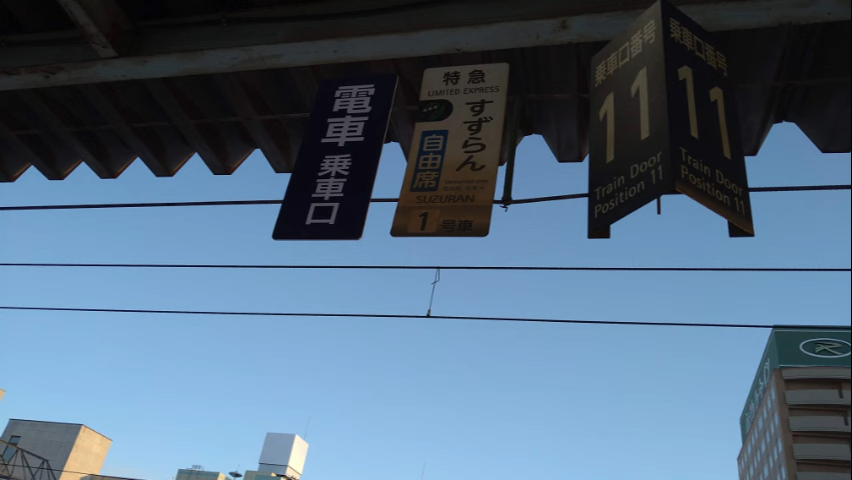 電車
乗車口
特急
LIMITED EXPRESS
すずらん
自由席
SUZURAN
1号車
乗車口番号
11
Train Door
Position 11
乗車口番号
11
Train Door
Position 11